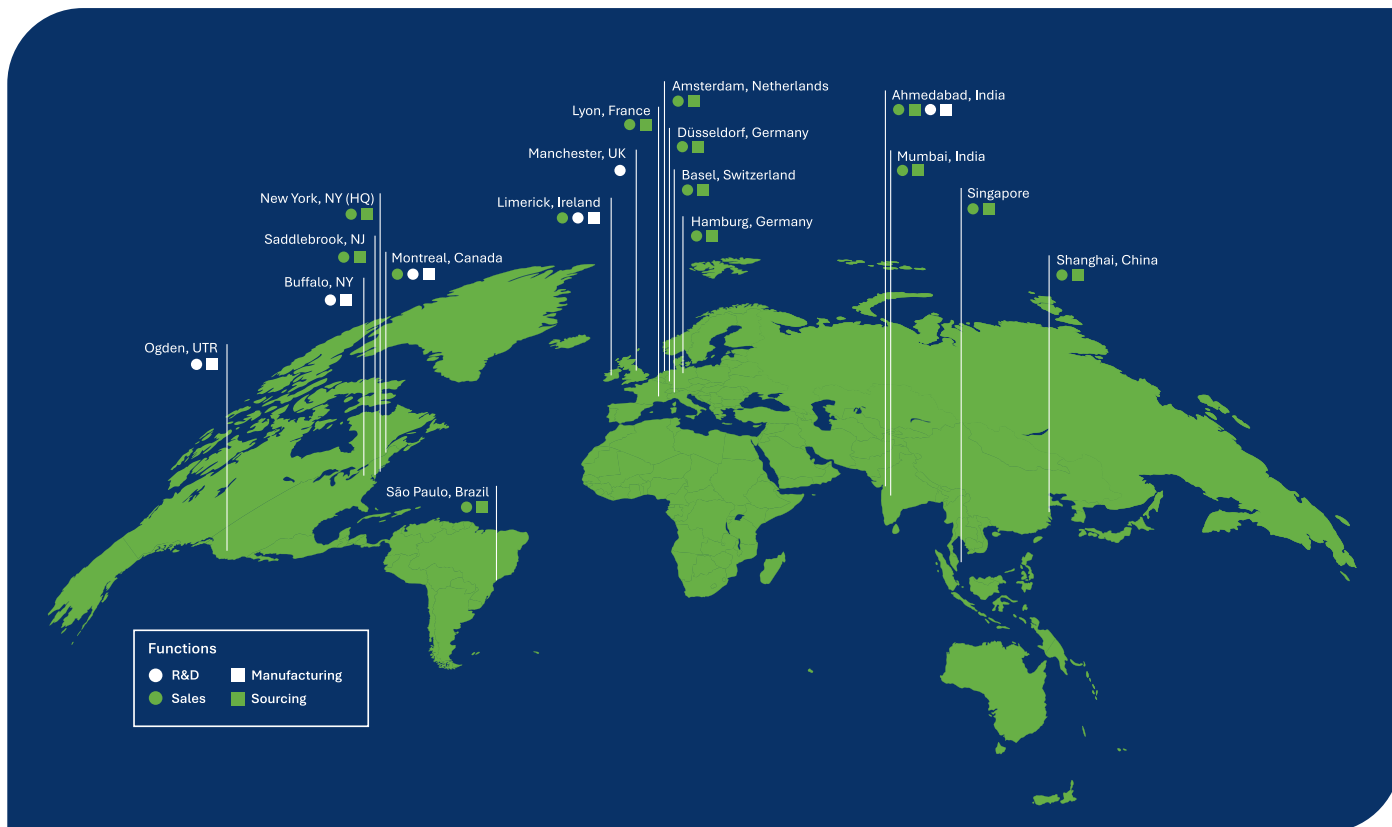 Amsterdam, Netherlands
Ahmedabad, India
Lyon, France
Düsseldorf, Germany
Manchester, UK
Mumbai, India
Basel, Switzerland
New York, NY (HQ)
Limerick, Ireland
Singapore
Hamburg, Germany
Saddlebrook, NJ
Montreal, Canada
Shanghai, China
Buffalo, NY
Ogden, UTR
São Paulo, Brazil
Functions
R&D
Manufacturing
Sales
Sourcing